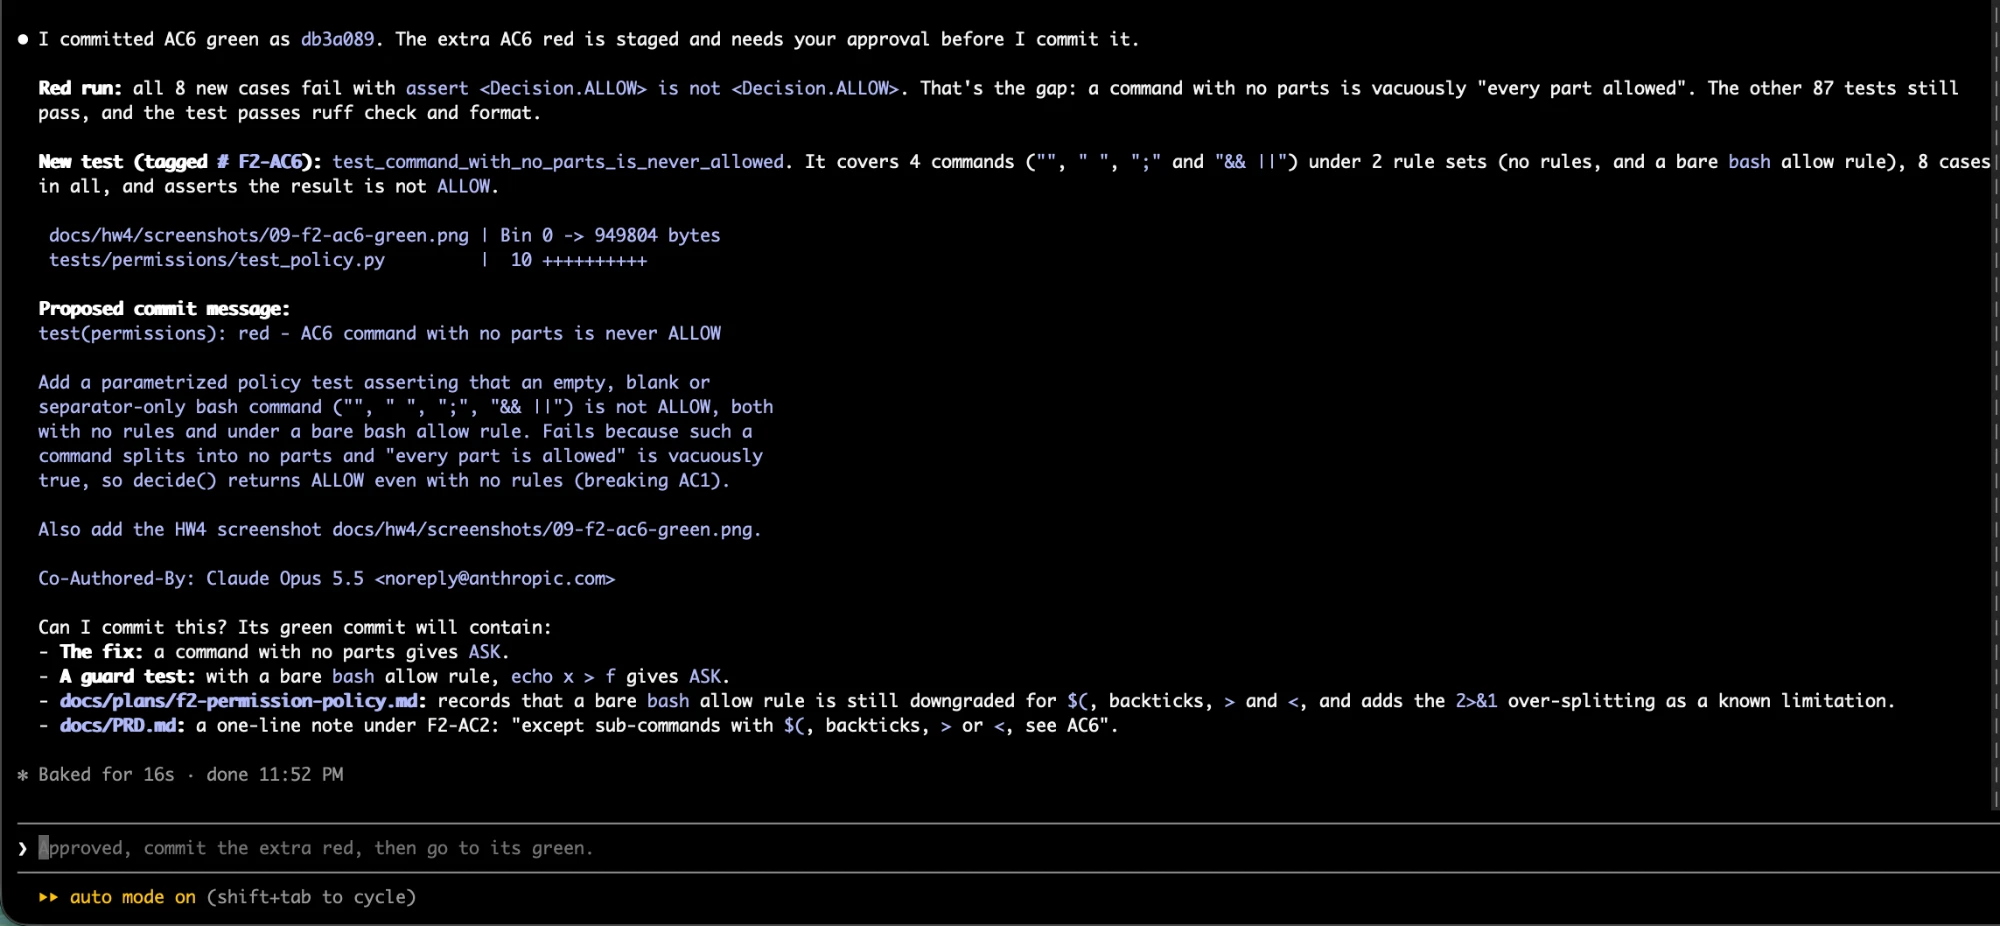 ● I committed AC6 green as db3a089. The extra AC6 red is staged and needs your approval before I commit it.
Red run: all 8 new cases fail with assert <Decision.ALLOW> is not <Decision.ALLOW>. That's the gap: a command with no parts is vacuously "every part allowed". The other 87 tests still
pass, and the test passes ruff check and format.
New test (tagged # F2-AC6): test_command_with_no_parts_is_never_allowed. It covers 4 commands ("", " ", ";" and "&& ||") under 2 rule sets (no rules, and a bare bash allow rule), 8 cases
in all, and asserts the result is not ALLOW.
docs/hw4/screenshots/09-f2-ac6-green.png | Bin 0 -> 949804 bytes
tests/permissions/test_policy.py | 10 ++++++++++
Proposed commit message:
test(permissions): red - AC6 command with no parts is never ALLOW
Add a parametrized policy test asserting that an empty, blank or
separator-only bash command ("", " ", ";", "&& ||") is not ALLOW, both
with no rules and under a bare bash allow rule. Fails because such a
command splits into no parts and "every part is allowed" is vacuously
true, so decide() returns ALLOW even with no rules (breaking AC1).
Also add the HW4 screenshot docs/hw4/screenshots/09-f2-ac6-green.png.
Co-Authored-By: Claude Opus 5.5 <noreply@anthropic.com>
Can I commit this? Its green commit will contain:
- The fix: a command with no parts gives ASK.
- A guard test: with a bare bash allow rule, echo x > f gives ASK.
- docs/plans/f2-permission-policy.md: records that a bare bash allow rule is still downgraded for $(, backticks, > and <, and adds the 2>&1 over-splitting as a known limitation.
- docs/PRD.md: a one-line note under F2-AC2: "except sub-commands with $(, backticks, > or <, see AC6".
✻ Baked for 16s · done 11:52 PM
❯ Approved, commit the extra red, then go to its green.
⏵⏵ auto mode on (shift+tab to cycle)